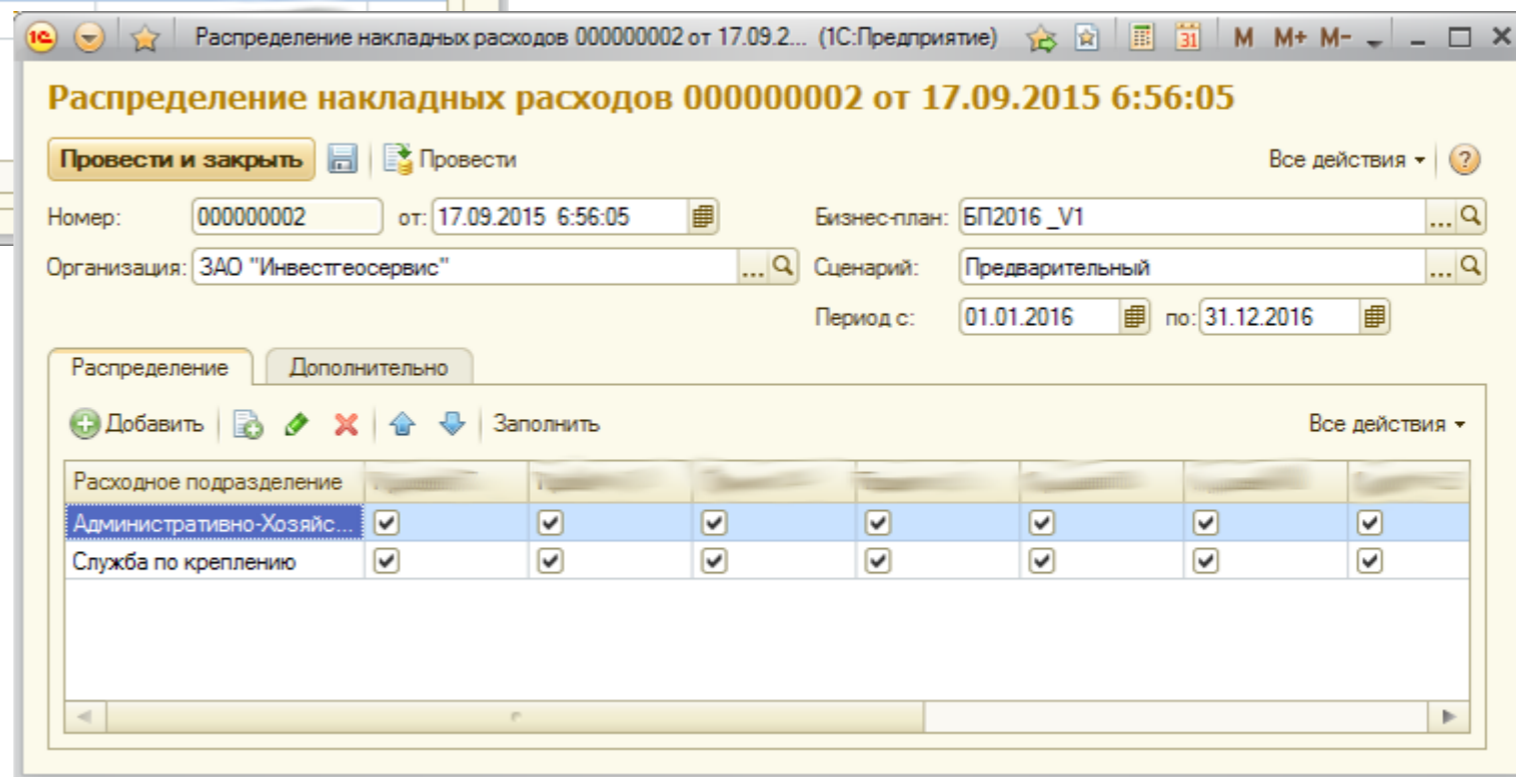 Распределение накладных расходов 000000002 от 17.09.2... (1С:Предприятие) 31 M M+ M-
Распределение накладных расходов 000000002 от 17.09.2015 6:56:05
Провести и закрыть Провести Все действия
Номер: 000000002 от: 17.09.2015 6:56:05 Бизнес-план: БП2016 _V1
Организация: ЗАО "Инвестгеосервис" Сценарий: Предварительный
Период с: 01.01.2016 по: 31.12.2016
Распределение Дополнительно
Добавить Заполнить Все действия
Расходное подразделение
Административно-Хозяйс...
Служба по креплению